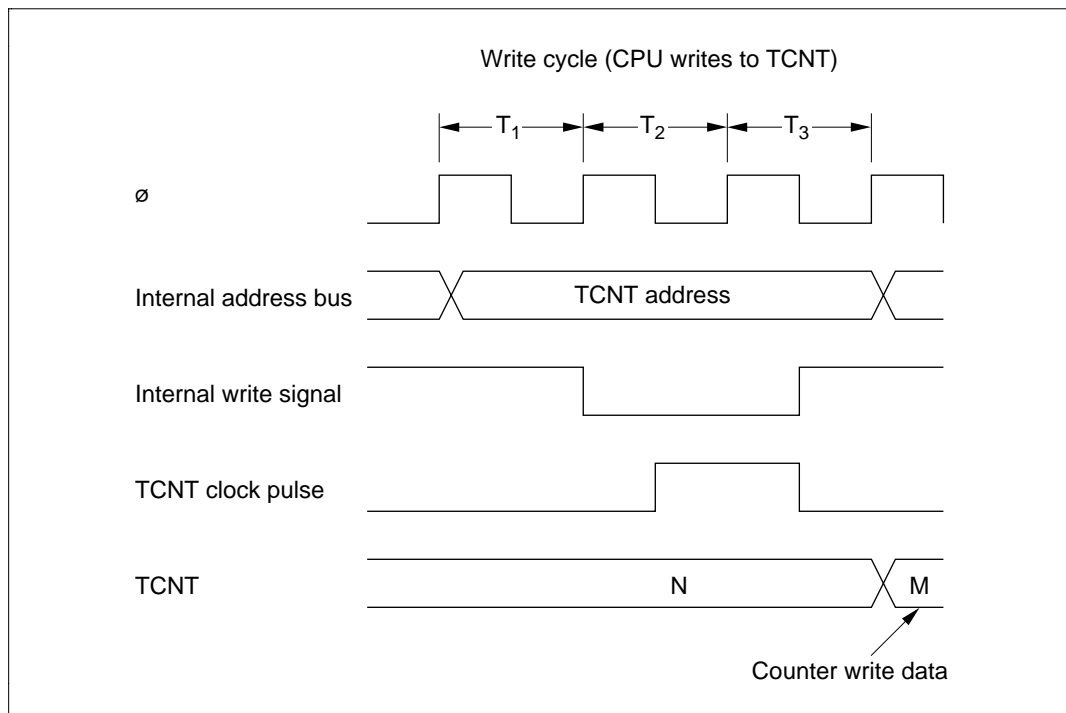 Write cycle (CPU writes to TCNT)
T₁ T₂ T₃
ø
Internal address bus TCNT address
Internal write signal
TCNT clock pulse
TCNT N M
Counter write data